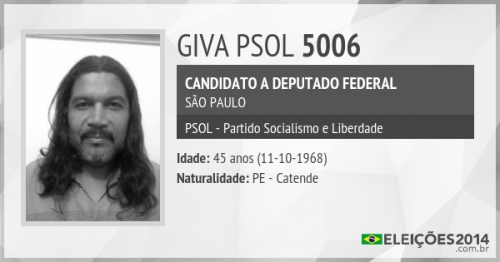 GIVA PSOL 5006
CANDIDATO A DEPUTADO FEDERAL
SÃO PAULO
PSOL - Partido Socialismo e Liberdade
Idade: 45 anos (11-10-1968)
Naturalidade: PE - Catende
ELEIÇÕES2014
.com.br